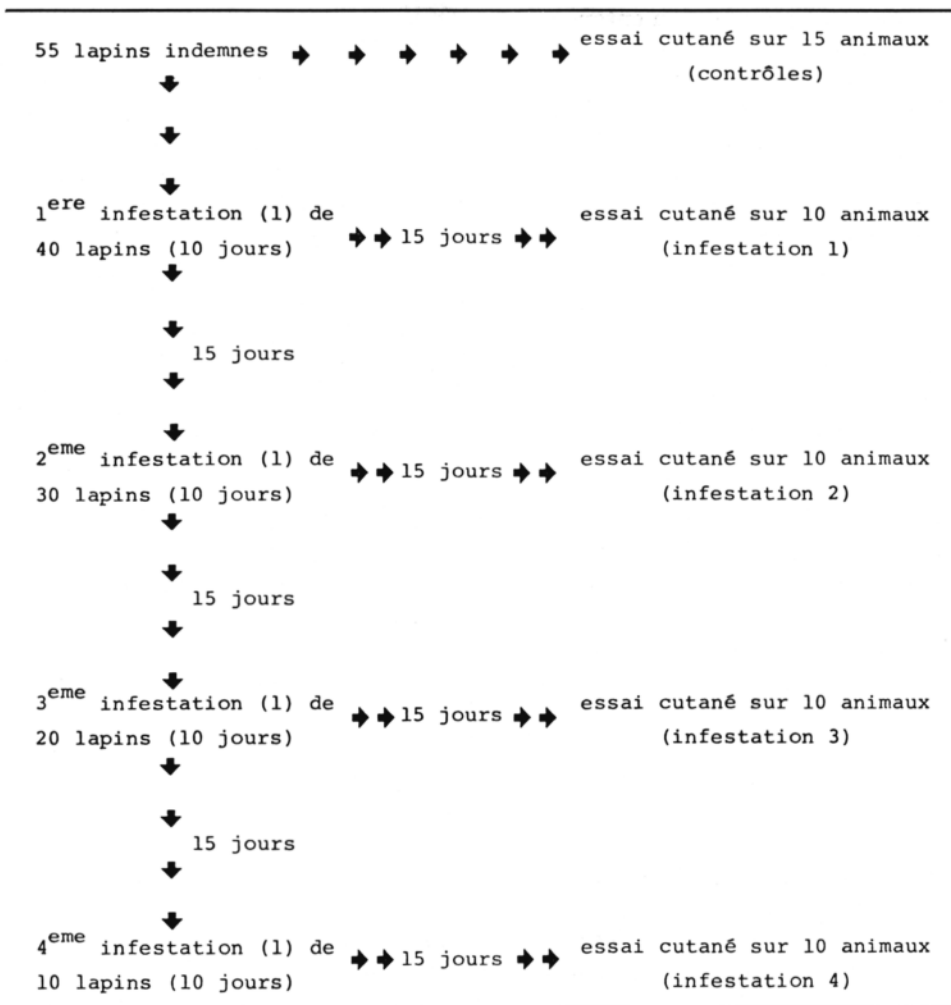 55 lapins indemnes
essai cutané sur 15 animaux
(contrôles)
1ere infestation (1) de
40 lapins (10 jours)
15 jours
essai cutané sur 10 animaux
(infestation 1)
15 jours
2eme infestation (1) de
30 lapins (10 jours)
15 jours
essai cutané sur 10 animaux
(infestation 2)
15 jours
3eme infestation (1) de
20 lapins (10 jours)
15 jours
essai cutané sur 10 animaux
(infestation 3)
15 jours
4eme infestation (1) de
10 lapins (10 jours)
15 jours
essai cutané sur 10 animaux
(infestation 4)